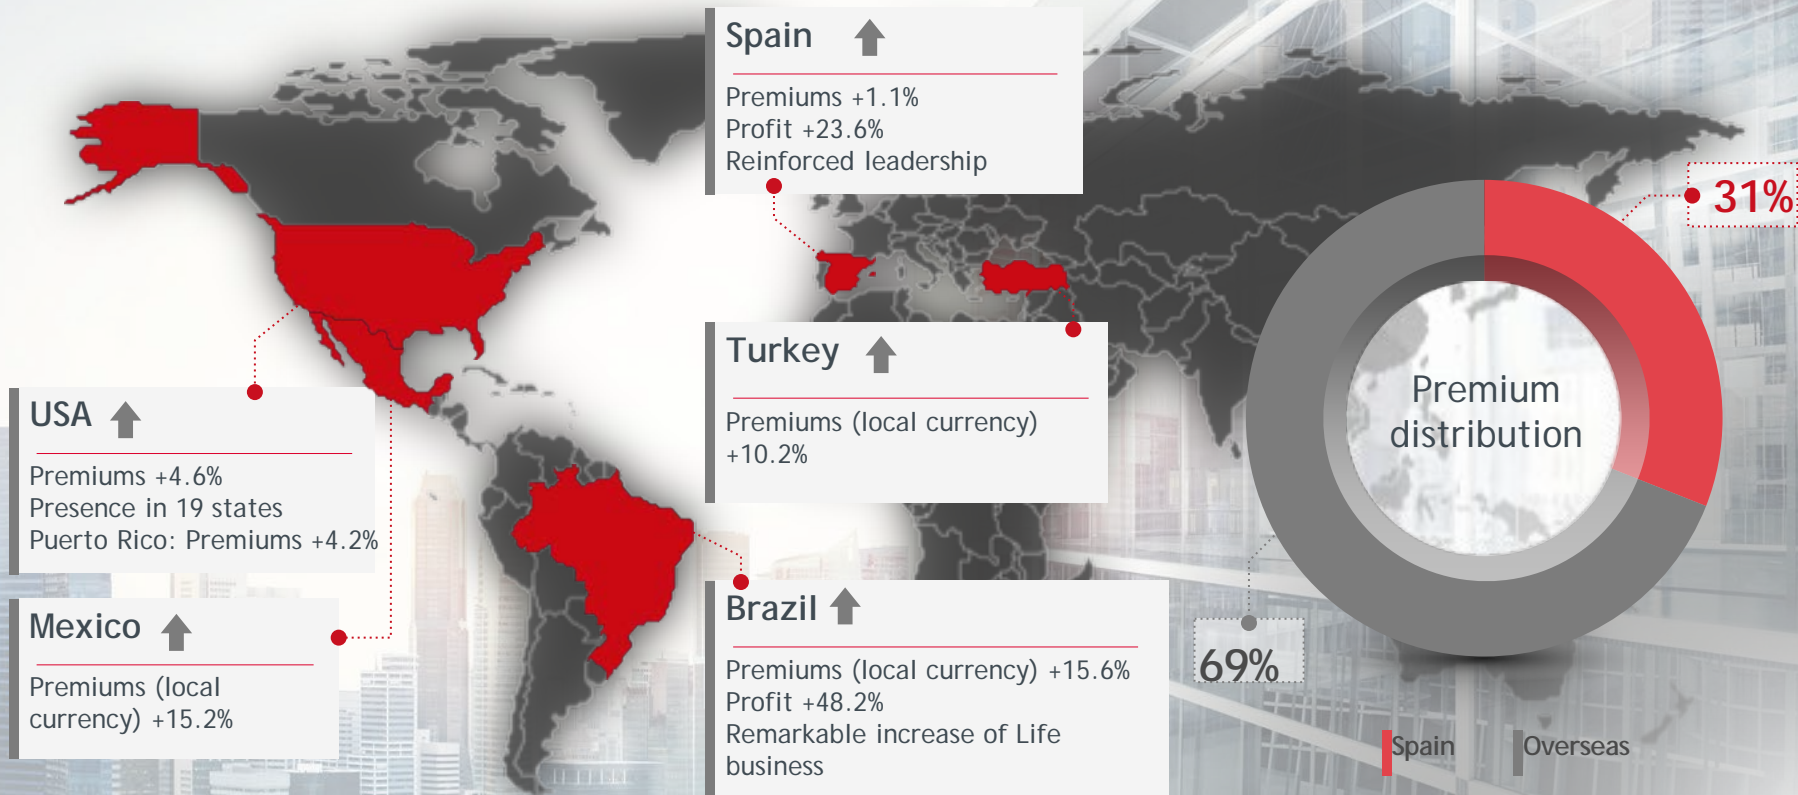 Spain
Premiums +1.1%
Profit +23.6%
Reinforced leadership
31%
Turkey
Premiums (local currency)
+10.2%
Premium
distribution
USA
Premiums +4.6%
Presence in 19 states
Puerto Rico: Premiums +4.2%
Mexico
Premiums (local
currency) +15.2%
Brazil
Premiums (local currency) +15.6%
Profit +48.2%
Remarkable increase of Life
business
69%
Spain
Overseas